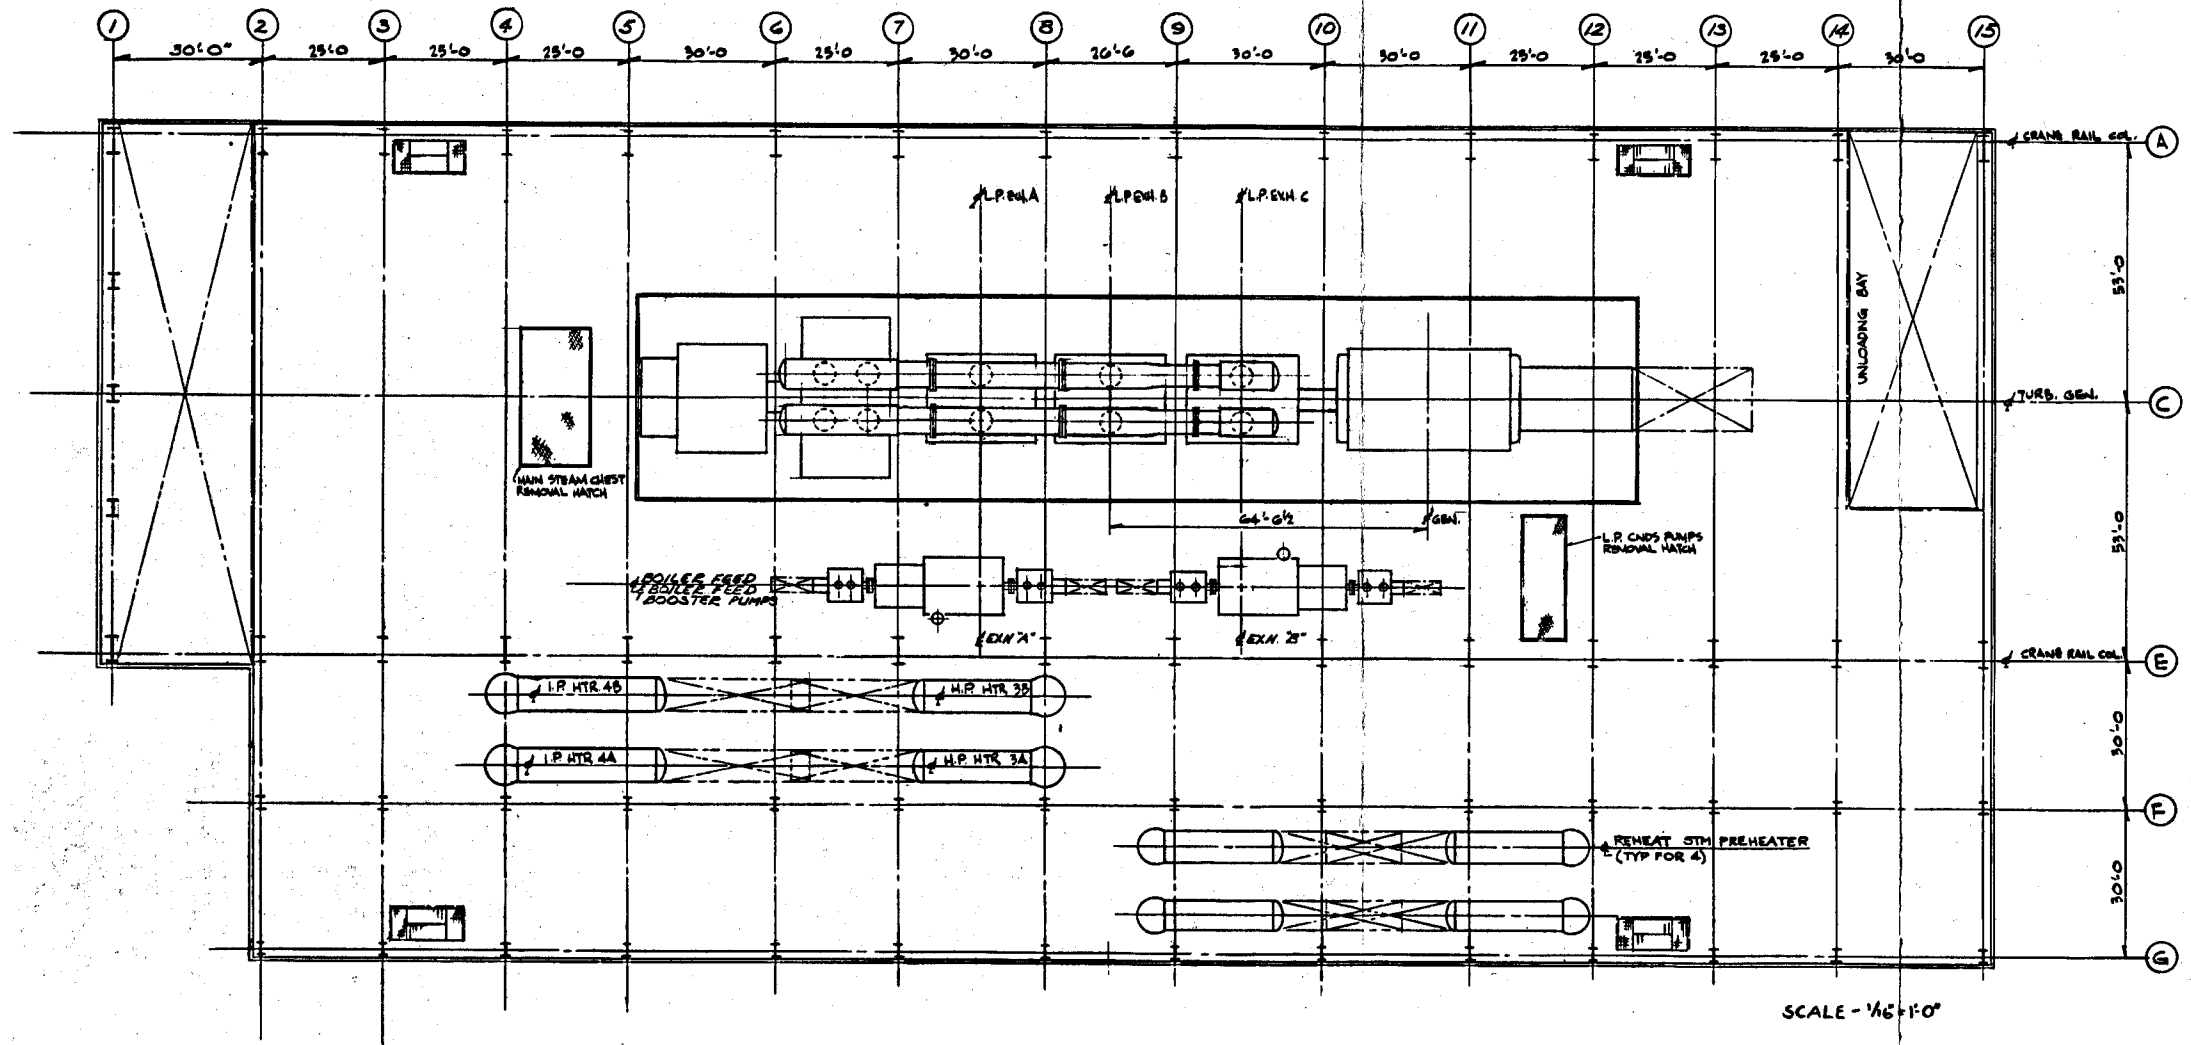 1 2 3 4 5 6 7 8 9 10 11 12 13 14 15
30'-0" 25'-0 25'-0 25'-0 30'-0 25'-0 30'-0 26'-6 30'-0 30'-0 25'-0 25'-0 25'-0 30'-0
℄ CRANE RAIL COL. A
℄ L.P. EXH. A ℄ L.P. EXH. B ℄ L.P. EXH. C
53'-0
UNLOADING BAY
℄ TURB. GEN. C
MAIN STEAM CHEST
REMOVAL HATCH
64'-6½ ℄ GEN.
L.P. CNDS PUMPS
REMOVAL HATCH
53'-0
℄ BOILER FEED
& BOILER FEED
BOOSTER PUMPS
℄ EXH "A" ℄ EXH. "B"
℄ CRANE RAIL COL. E
℄ I.P. HTR. 4B ℄ H.P. HTR 3B
30'-0
℄ I.P. HTR 4A ℄ H.P. HTR 3A
F
℄ REHEAT STM PREHEATER
(TYP FOR 4)
30'-0
G
SCALE - 1/16"=1'-0"